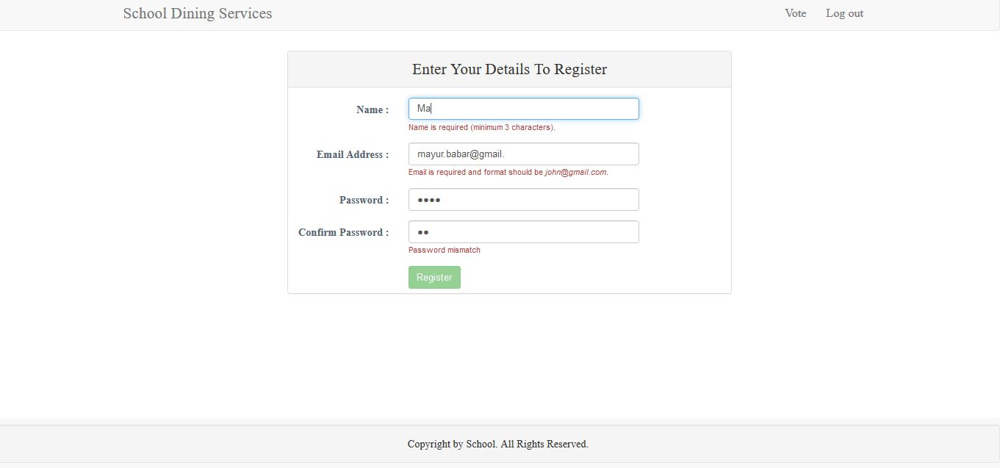 School Dining Services Vote Log out
Enter Your Details To Register
Name : Ma
Name is required (minimum 3 characters).
Email Address : mayur.babar@gmail.
Email is required and format should be john@gmail.com.
Password : ••••
Confirm Password : ••
Password mismatch
Register
Copyright by School. All Rights Reserved.